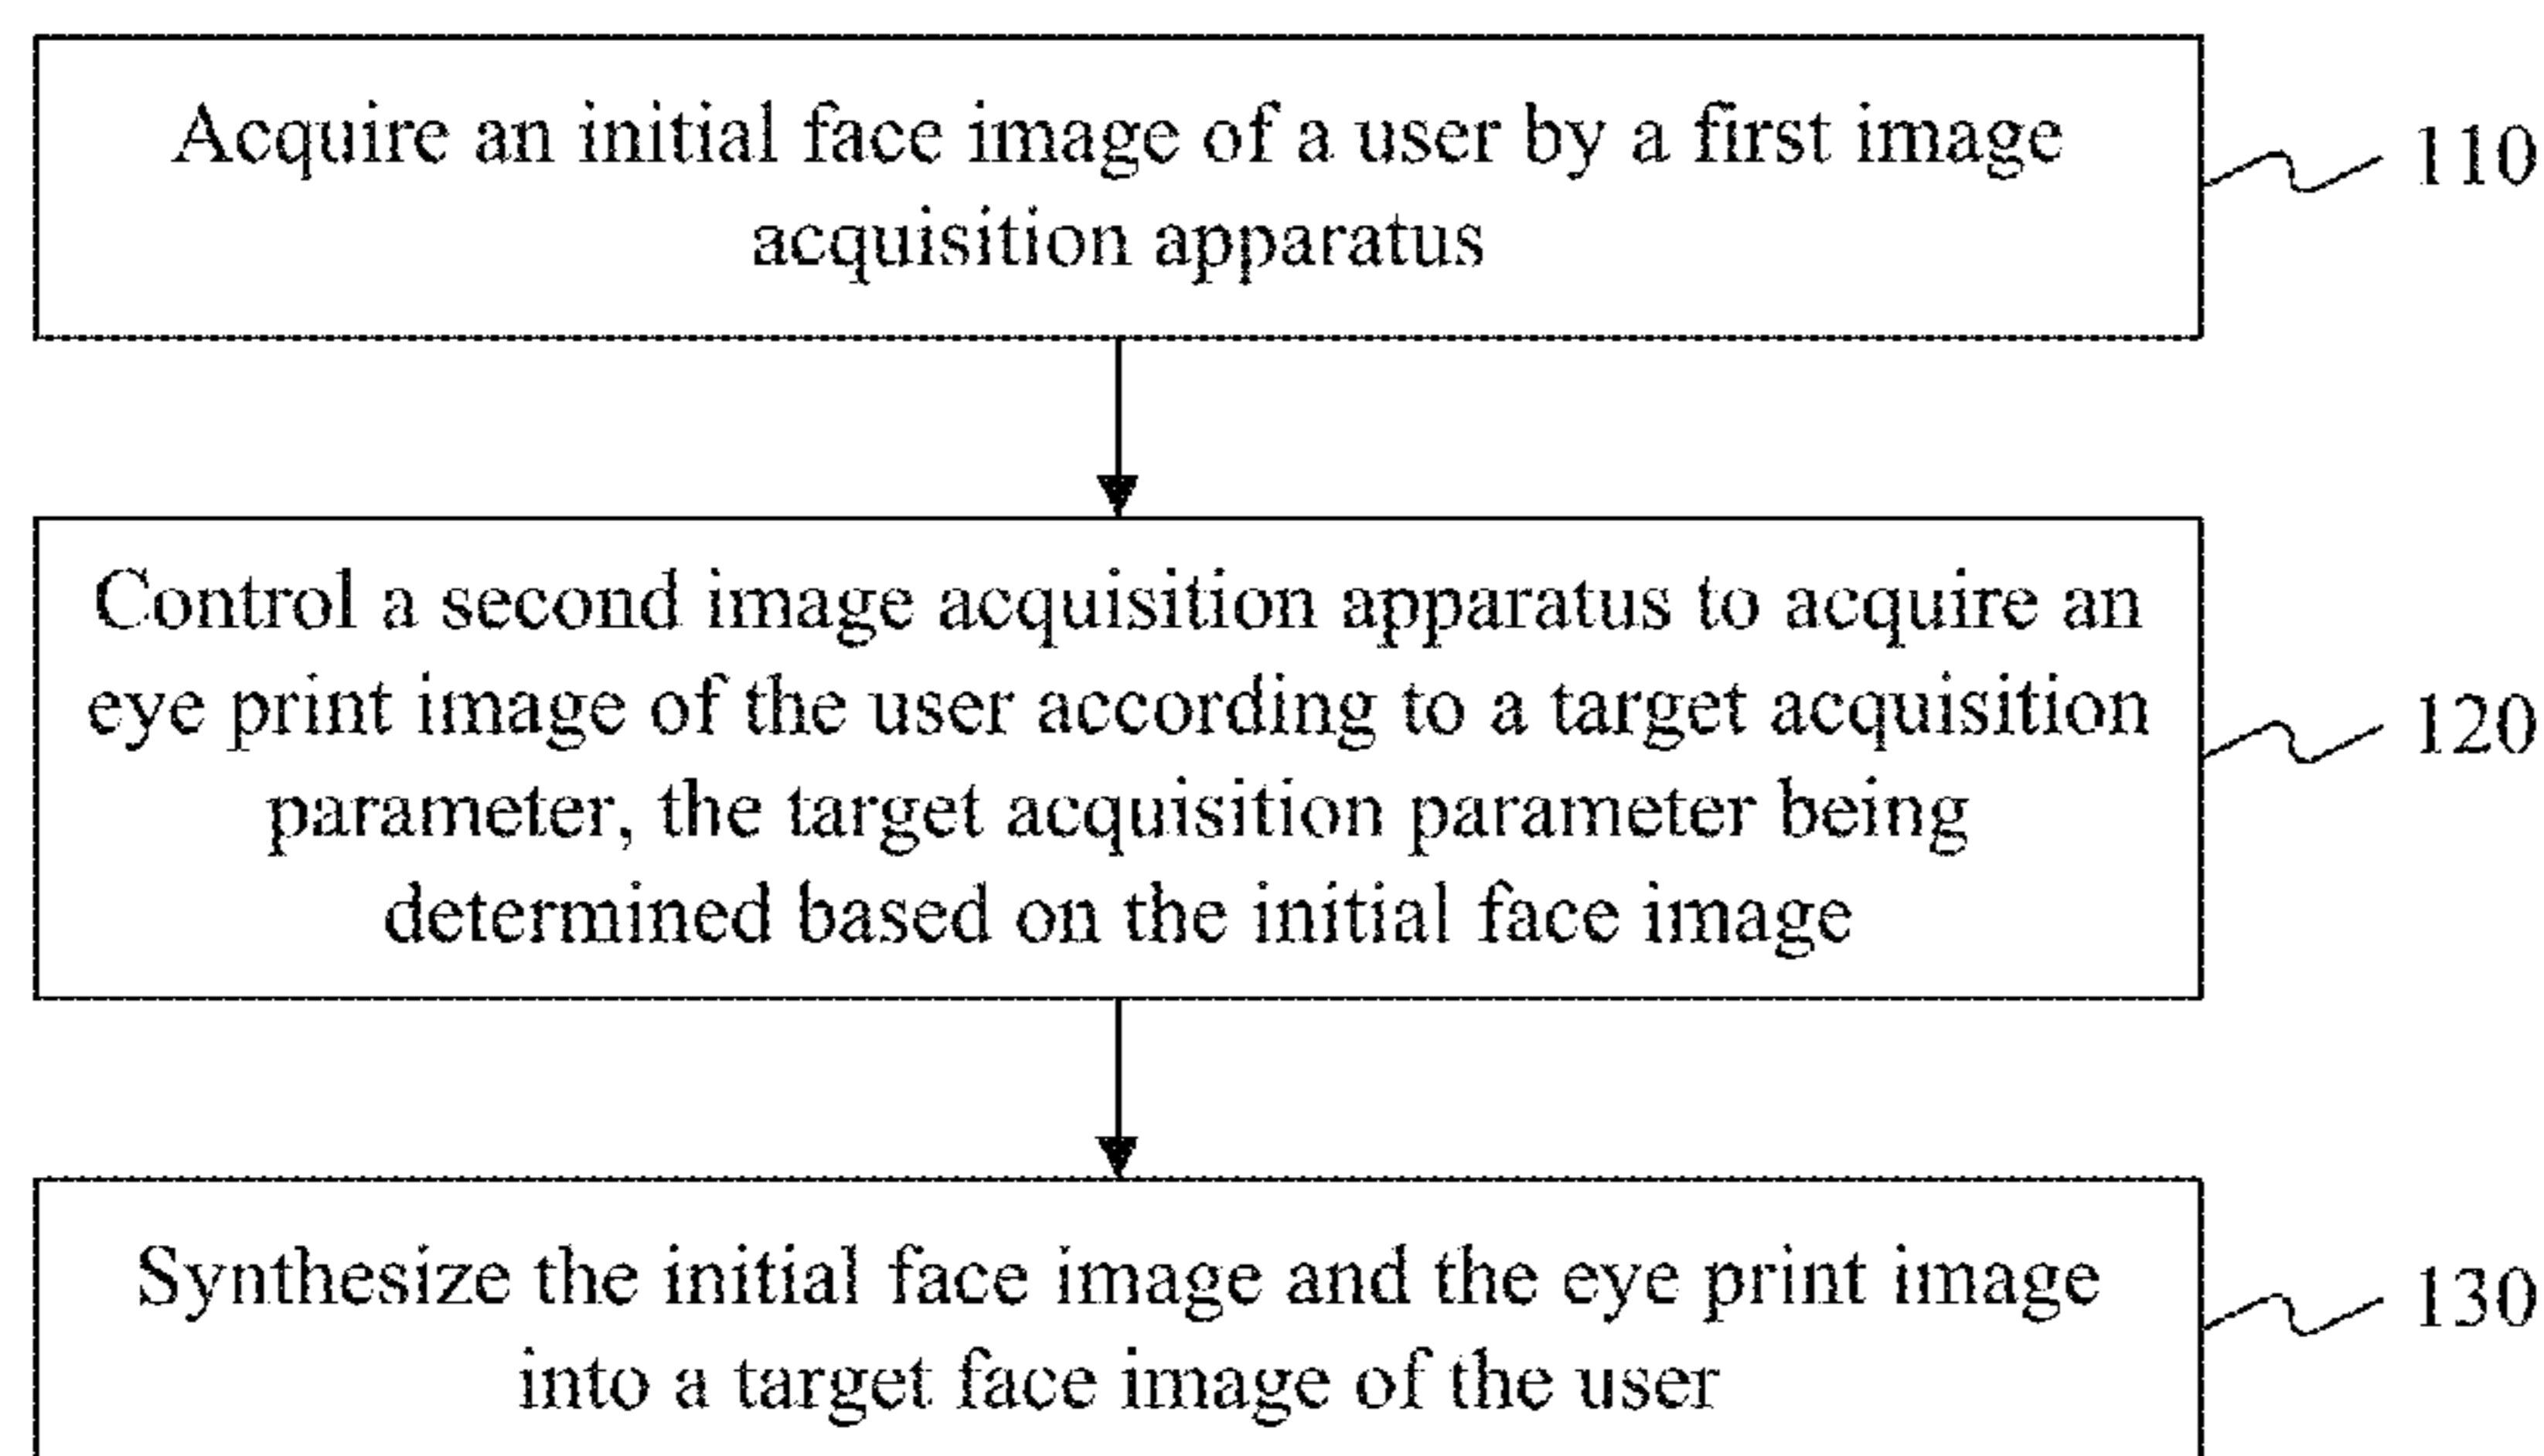 Acquire an initial face image of a user by a first image
acquisition apparatus
110
Control a second image acquisition apparatus to acquire an
eye print image of the user according to a target acquisition
parameter, the target acquisition parameter being
determined based on the initial face image
120
Synthesize the initial face image and the eye print image
into a target face image of the user
130